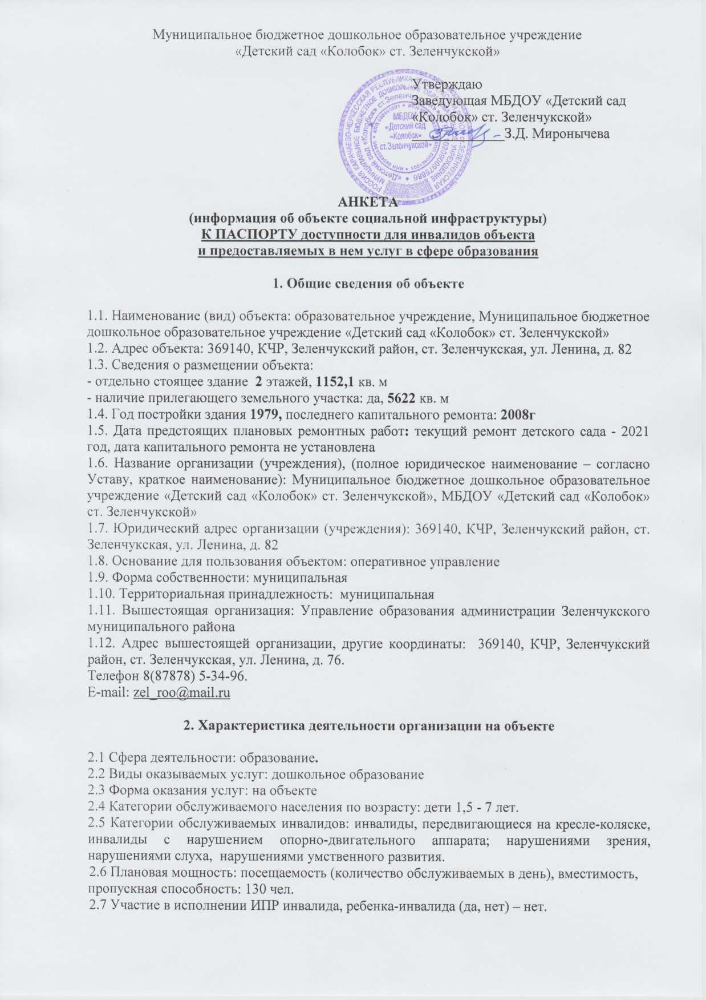 Муниципальное бюджетное дошкольное образовательное учреждение
«Детский сад «Колобок» ст. Зеленчукской»
Утверждаю
Заведующая МБДОУ «Детский сад
«Колобок» ст. Зеленчукской»
З.Д. Миронычева
МБДОУ
«Детский сад
«Колобок»
ст.Зеленчукской»
АНКЕТА
(информация об объекте социальной инфраструктуры)
К ПАСПОРТУ доступности для инвалидов объекта
и предоставляемых в нем услуг в сфере образования
1. Общие сведения об объекте
1.1. Наименование (вид) объекта: образовательное учреждение, Муниципальное бюджетное
дошкольное образовательное учреждение «Детский сад «Колобок» ст. Зеленчукской»
1.2. Адрес объекта: 369140, КЧР, Зеленчукский район, ст. Зеленчукская, ул. Ленина, д. 82
1.3. Сведения о размещении объекта:
- отдельно стоящее здание 2 этажей, 1152,1 кв. м
- наличие прилегающего земельного участка: да, 5622 кв. м
1.4. Год постройки здания 1979, последнего капитального ремонта: 2008г
1.5. Дата предстоящих плановых ремонтных работ: текущий ремонт детского сада - 2021
год, дата капитального ремонта не установлена
1.6. Название организации (учреждения), (полное юридическое наименование – согласно
Уставу, краткое наименование): Муниципальное бюджетное дошкольное образовательное
учреждение «Детский сад «Колобок» ст. Зеленчукской», МБДОУ «Детский сад «Колобок»
ст. Зеленчукской»
1.7. Юридический адрес организации (учреждения): 369140, КЧР, Зеленчукский район, ст.
Зеленчукская, ул. Ленина, д. 82
1.8. Основание для пользования объектом: оперативное управление
1.9. Форма собственности: муниципальная
1.10. Территориальная принадлежность: муниципальная
1.11. Вышестоящая организация: Управление образования администрации Зеленчукского
муниципального района
1.12. Адрес вышестоящей организации, другие координаты: 369140, КЧР, Зеленчукский
район, ст. Зеленчукская, ул. Ленина, д. 76.
Телефон 8(87878) 5-34-96.
E-mail: zel_roo@mail.ru
2. Характеристика деятельности организации на объекте
2.1 Сфера деятельности: образование.
2.2 Виды оказываемых услуг: дошкольное образование
2.3 Форма оказания услуг: на объекте
2.4 Категории обслуживаемого населения по возрасту: дети 1,5 - 7 лет.
2.5 Категории обслуживаемых инвалидов: инвалиды, передвигающиеся на кресле-коляске,
инвалиды с нарушением опорно-двигательного аппарата; нарушениями зрения,
нарушениями слуха, нарушениями умственного развития.
2.6 Плановая мощность: посещаемость (количество обслуживаемых в день), вместимость,
пропускная способность: 130 чел.
2.7 Участие в исполнении ИПР инвалида, ребенка-инвалида (да, нет) – нет.